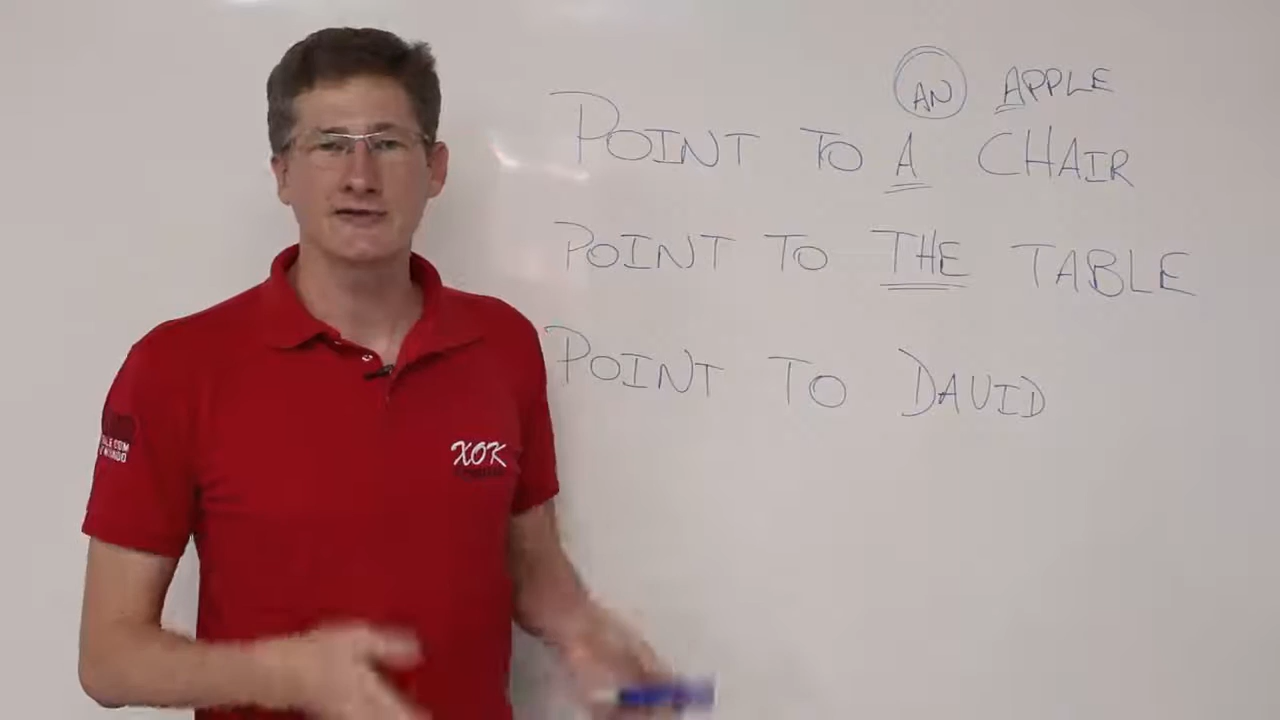 AN APPLE
POINT TO A CHAIR
POINT TO THE TABLE
POINT TO DAVID
XOK